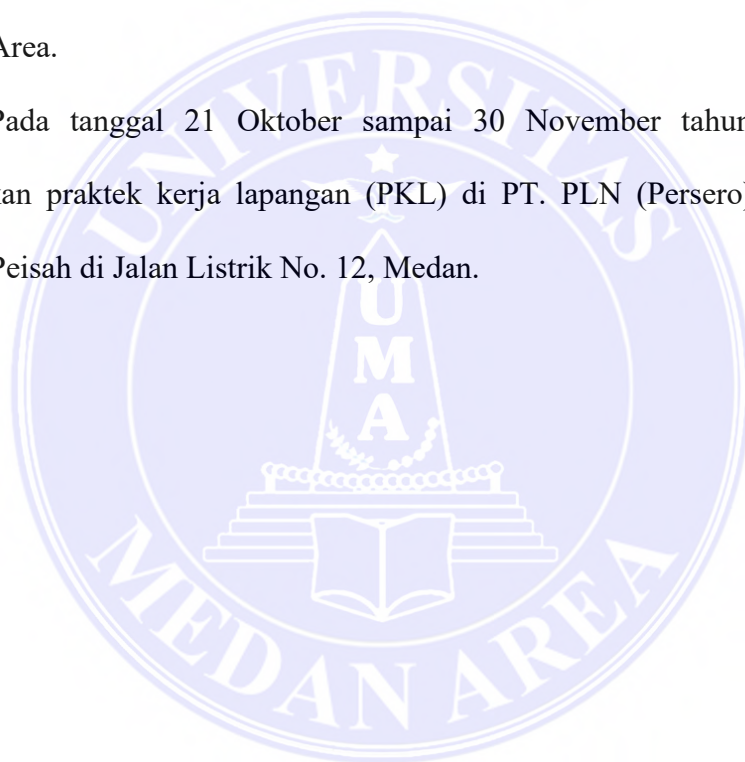 Area.
Pada tanggal 21 Oktober sampai 30 November tahun
kan praktek kerja lapangan (PKL) di PT. PLN (Persero)
Peisah di Jalan Listrik No. 12, Medan.
UNIVERSITAS
UMA
MEDAN AREA